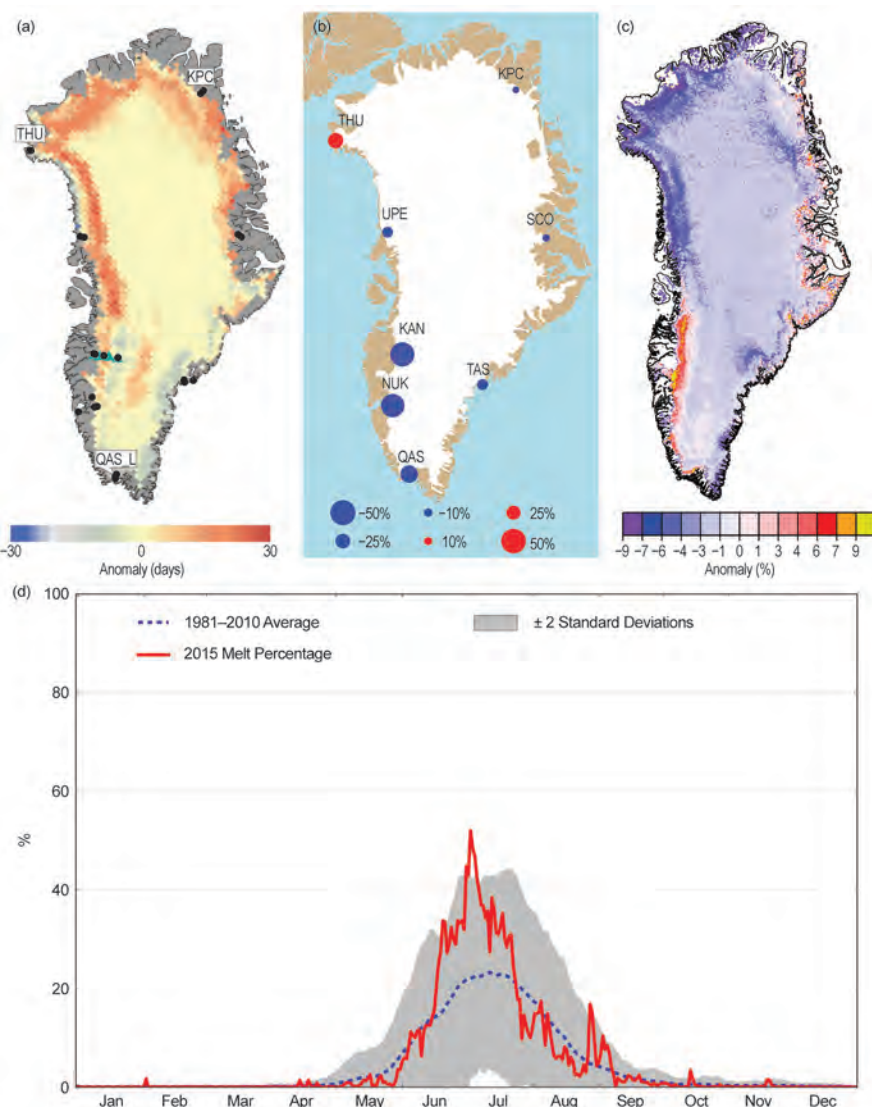 (a)
KPC
THU
QAS_L
−30 0 30
Anomaly (days)
(b)
KPC
THU
UPE
SCO
KAN
TAS
NUK
QAS
−50% −10% 25%
−25% 10% 50%
(c)
−9 −7 −6 −4 −3 −1 0 1 3 4 6 7 9
Anomaly (%)
(d)
100
80
60
40
20
0
%
1981–2010 Average
± 2 Standard Deviations
2015 Melt Percentage
Jan Feb Mar Apr May Jun Jul Aug Sep Oct Nov Dec